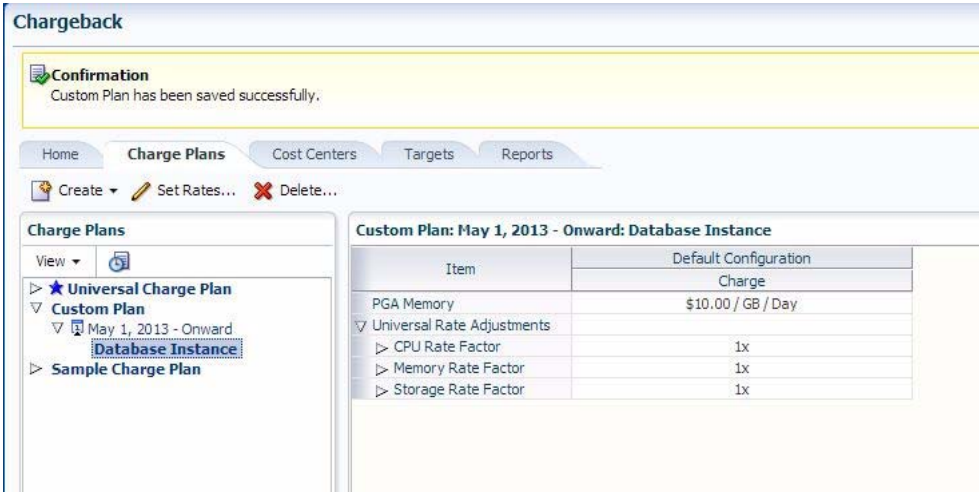 Chargeback
Confirmation
Custom Plan has been saved successfully.
Home Charge Plans Cost Centers Targets Reports
Create Set Rates... Delete...
Charge Plans
View
Universal Charge Plan
Custom Plan
May 1, 2013 - Onward
Database Instance
Sample Charge Plan
Custom Plan: May 1, 2013 - Onward: Database Instance
Item Default Configuration
Charge
PGA Memory $10.00 / GB / Day
Universal Rate Adjustments
CPU Rate Factor 1x
Memory Rate Factor 1x
Storage Rate Factor 1x